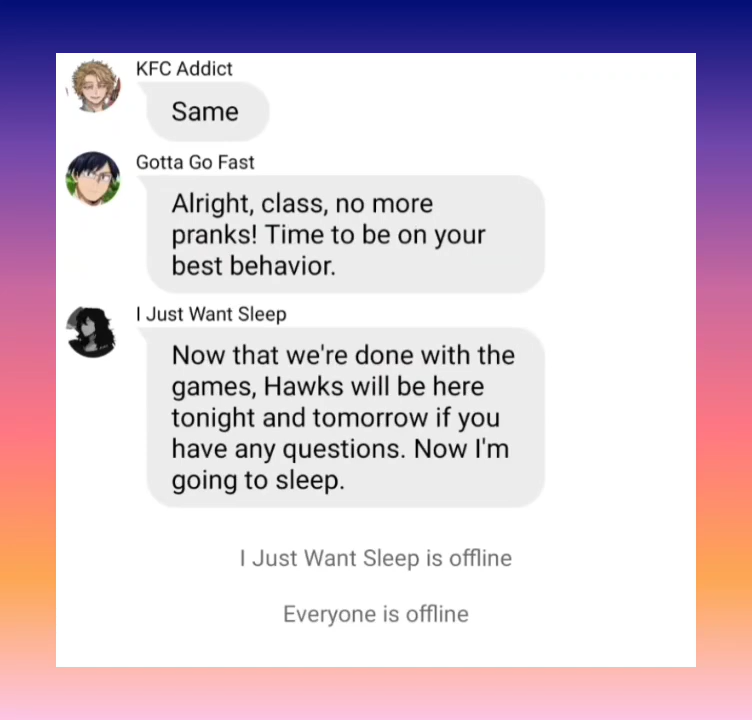 KFC Addict
Same
Gotta Go Fast
Alright, class, no more
pranks! Time to be on your
best behavior.
I Just Want Sleep
Now that we're done with the
games, Hawks will be here
tonight and tomorrow if you
have any questions. Now I'm
going to sleep.
I Just Want Sleep is offline
Everyone is offline